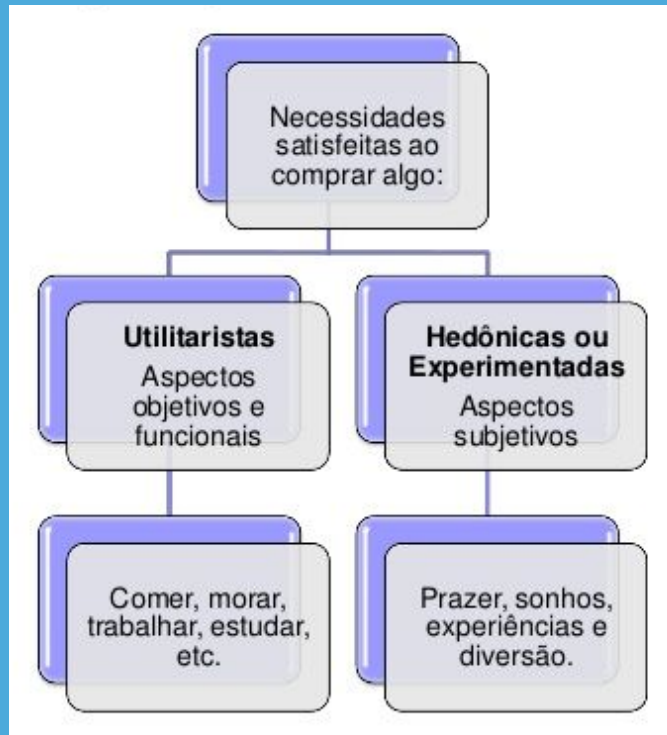 Necessidades
satisfeitas ao
comprar algo:
Utilitaristas
Aspectos
objetivos e
funcionais
Hedônicas ou
Experimentadas
Aspectos
subjetivos
Comer, morar,
trabalhar, estudar,
etc.
Prazer, sonhos,
experiências e
diversão.